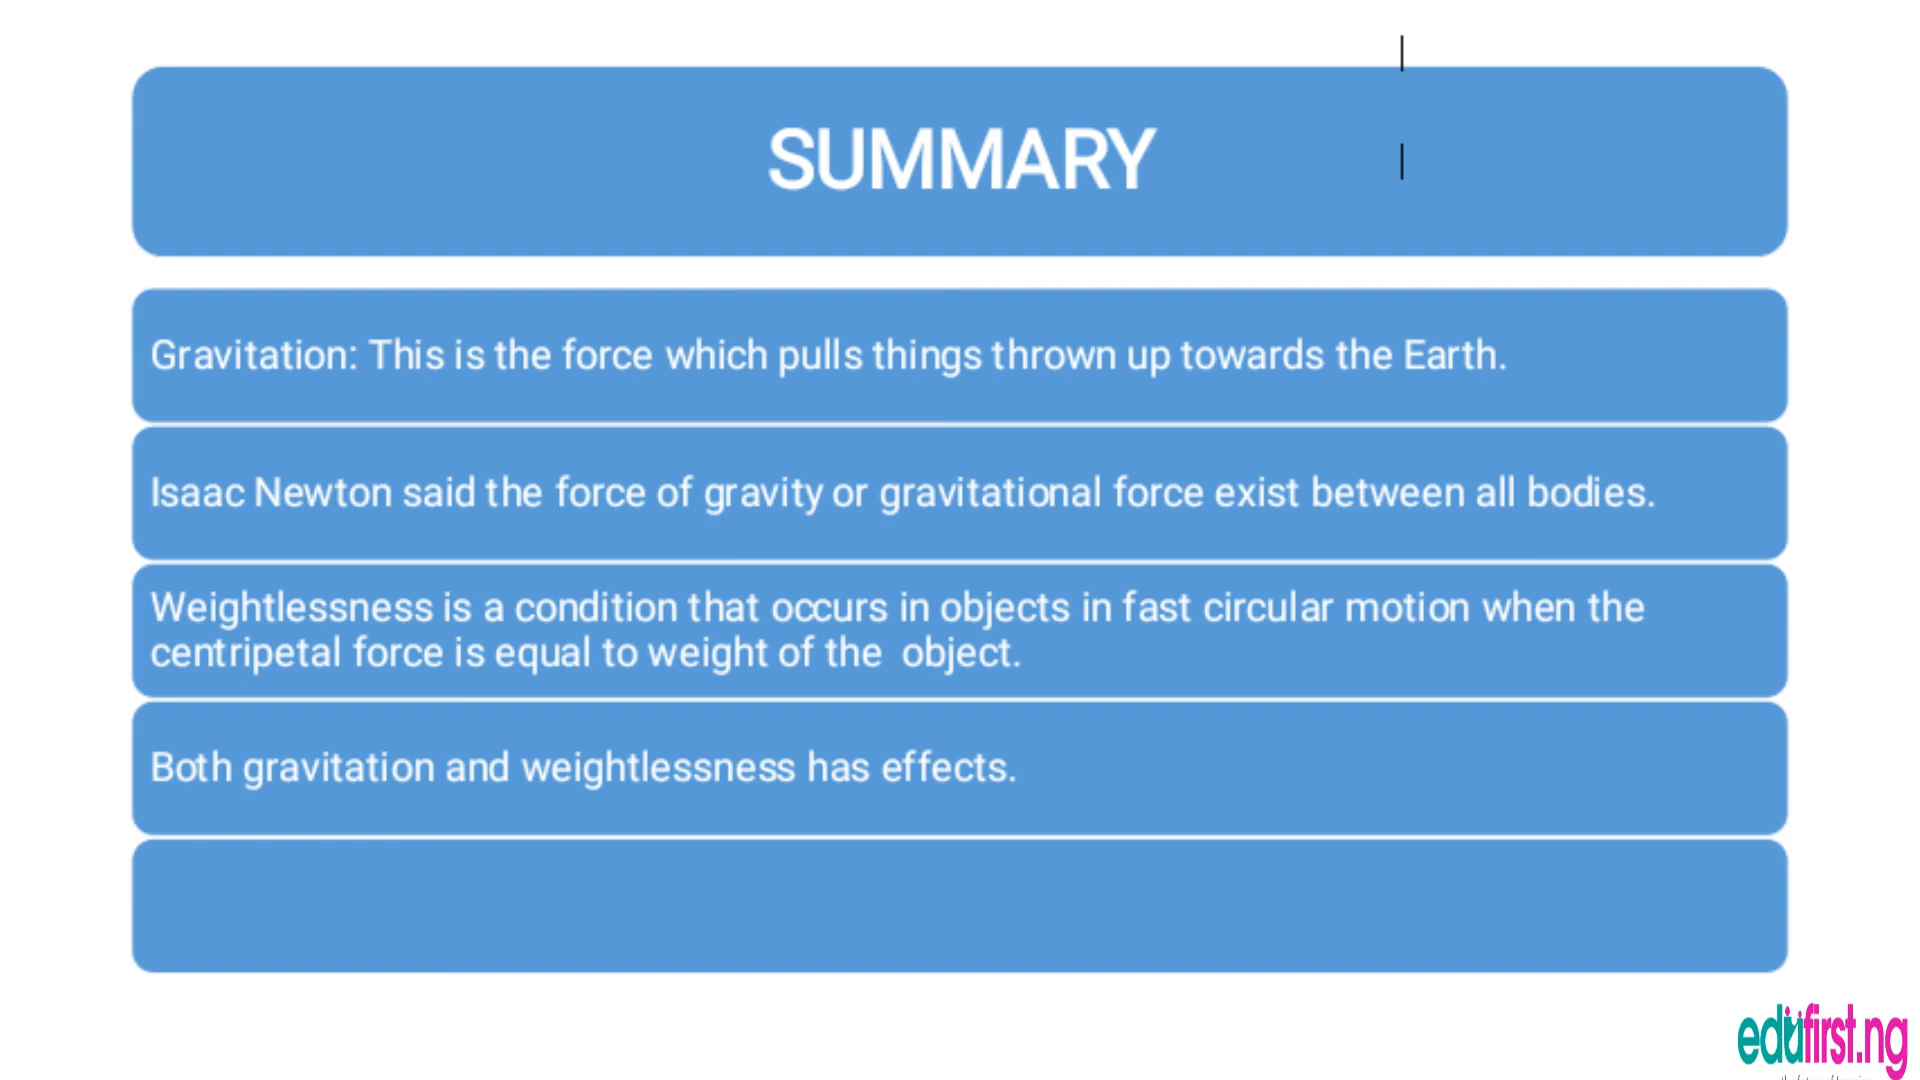 SUMMARY
Gravitation: This is the force which pulls things thrown up towards the Earth.
Isaac Newton said the force of gravity or gravitational force exist between all bodies.
Weightlessness is a condition that occurs in objects in fast circular motion when the
centripetal force is equal to weight of the object.
Both gravitation and weightlessness has effects.
edufirst.ng